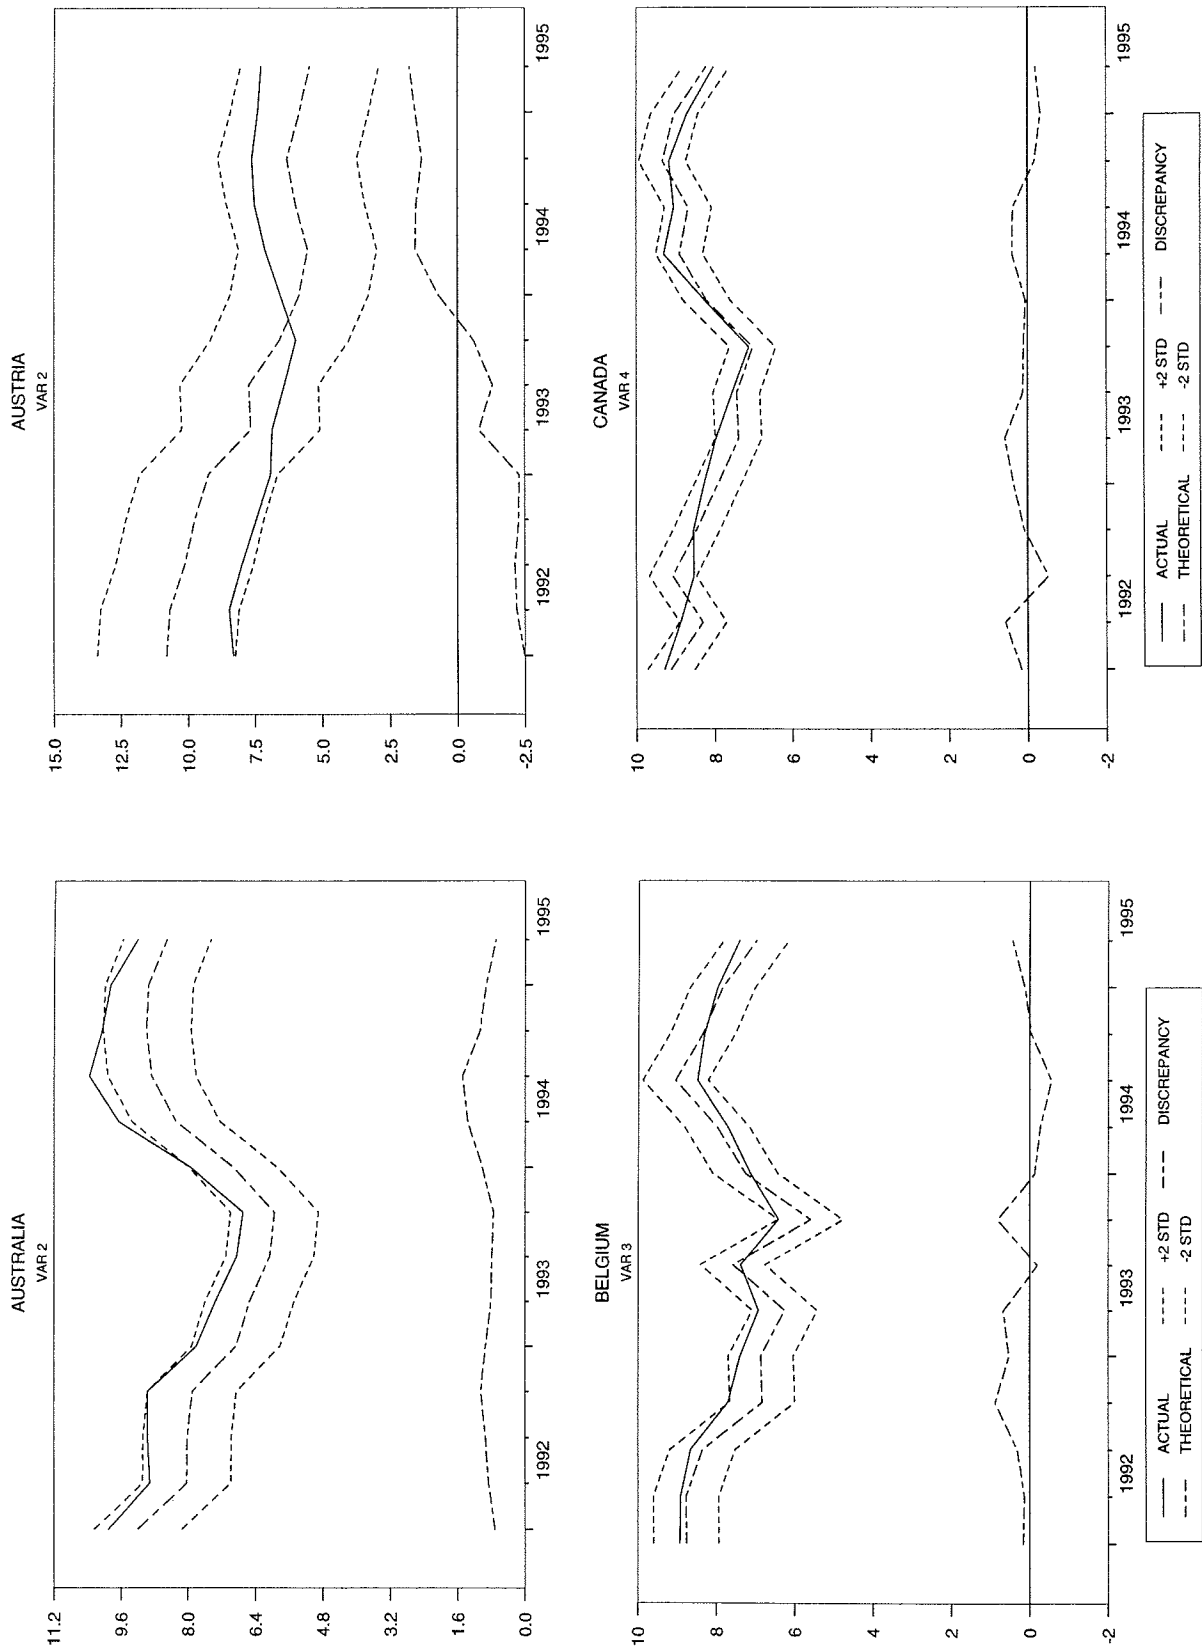 AUSTRALIA
VAR 2
11.2
9.6
8.0
6.4
4.8
3.2
1.6
0.0
1992 1993 1994 1995
AUSTRIA
VAR 2
15.0
12.5
10.0
7.5
5.0
2.5
0.0
-2.5
1992 1993 1994 1995
BELGIUM
VAR 3
10
8
6
4
2
0
-2
1992 1993 1994 1995
ACTUAL +2 STD DISCREPANCY
THEORETICAL -2 STD
CANADA
VAR 4
10
8
6
4
2
0
-2
1992 1993 1994 1995
ACTUAL +2 STD DISCREPANCY
THEORETICAL -2 STD